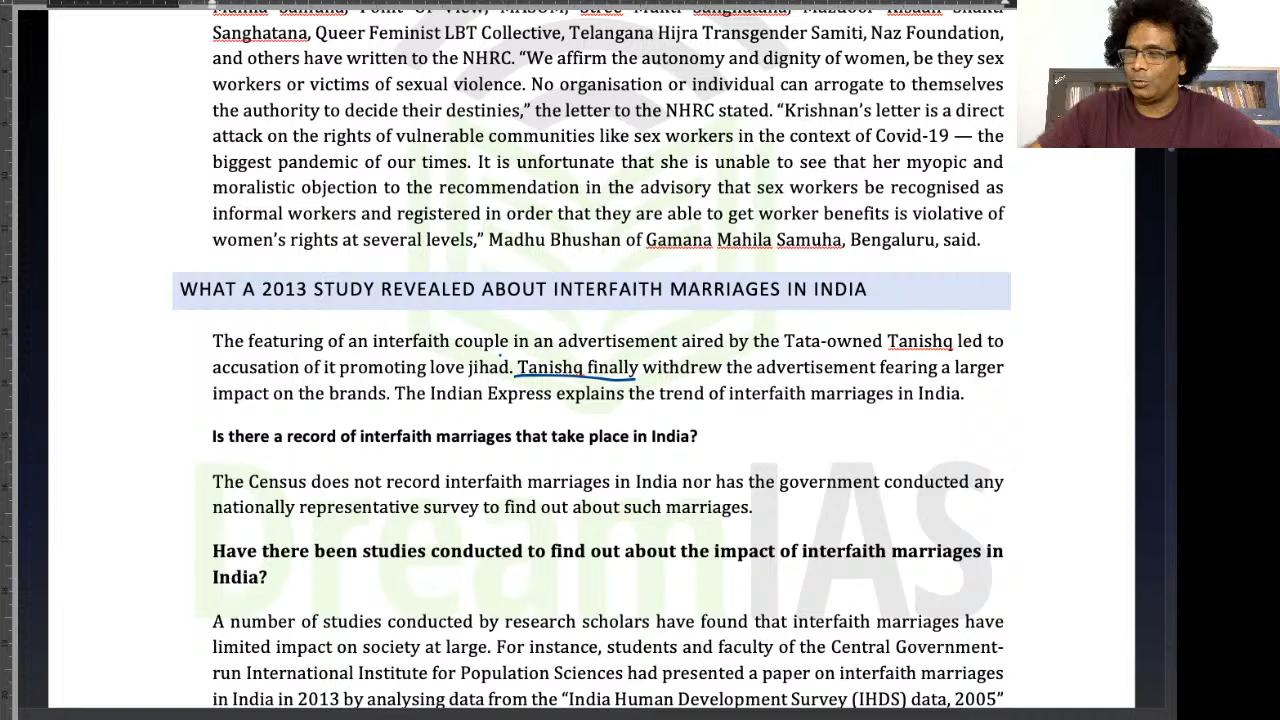 Sanghatana, Queer Feminist LBT Collective, Telangana Hijra Transgender Samiti, Naz Foundation,
and others have written to the NHRC. “We affirm the autonomy and dignity of women, be they sex
workers or victims of sexual violence. No organisation or individual can arrogate to themselves
the authority to decide their destinies,” the letter to the NHRC stated. “Krishnan’s letter is a direct
attack on the rights of vulnerable communities like sex workers in the context of Covid-19 — the
biggest pandemic of our times. It is unfortunate that she is unable to see that her myopic and
moralistic objection to the recommendation in the advisory that sex workers be recognised as
informal workers and registered in order that they are able to get worker benefits is violative of
women’s rights at several levels,” Madhu Bhushan of Gamana Mahila Samuha, Bengaluru, said.
WHAT A 2013 STUDY REVEALED ABOUT INTERFAITH MARRIAGES IN INDIA
The featuring of an interfaith couple in an advertisement aired by the Tata-owned Tanishq led to
accusation of it promoting love jihad. Tanishq finally withdrew the advertisement fearing a larger
impact on the brands. The Indian Express explains the trend of interfaith marriages in India.
Is there a record of interfaith marriages that take place in India?
The Census does not record interfaith marriages in India nor has the government conducted any
nationally representative survey to find out about such marriages.
Have there been studies conducted to find out about the impact of interfaith marriages in
India?
A number of studies conducted by research scholars have found that interfaith marriages have
limited impact on society at large. For instance, students and faculty of the Central Government-
run International Institute for Population Sciences had presented a paper on interfaith marriages
in India in 2013 by analysing data from the “India Human Development Survey (IHDS) data, 2005”
Dream IAS